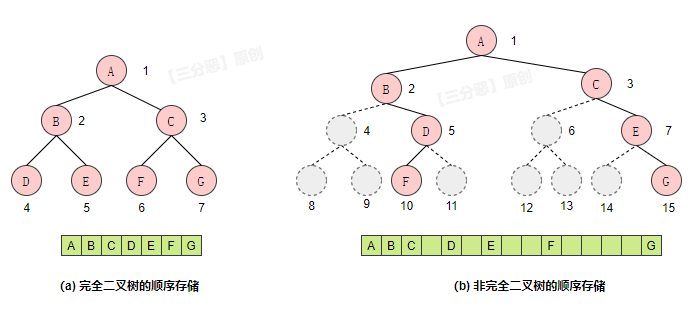 【三分恶】原创
A 1
B 2
C 3
D E F G
4 5 6 7
A B C D E F G
(a) 完全二叉树的顺序存储
【三分恶】原创
A 1
B 2
C 3
4 D 5
6 E 7
F G
8 9 10 11 12 13 14 15
A B C D E F G
(b) 非完全二叉树的顺序存储